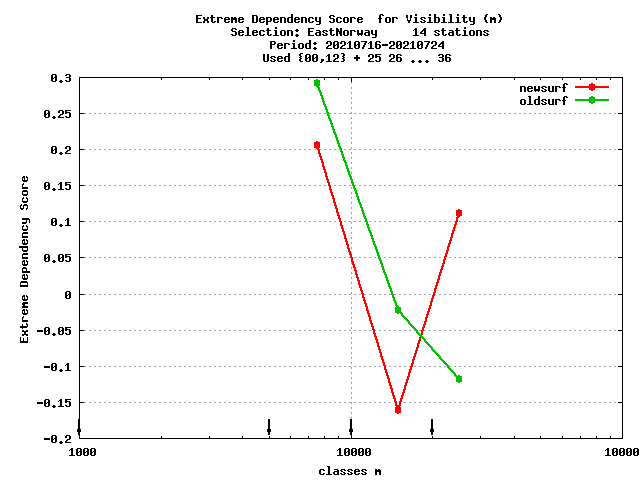 Extreme Dependency Score  for Visibility (m)
Selection: EastNorway     14 stations
Period: 20210716-20210724
Used {00,12} + 25 26 ... 36
newsurf
oldsurf
Extreme Dependency Score
0.3
0.25
0.2
0.15
0.1
0.05
0
-0.05
-0.1
-0.15
-0.2
1000 10000 10000
classes m